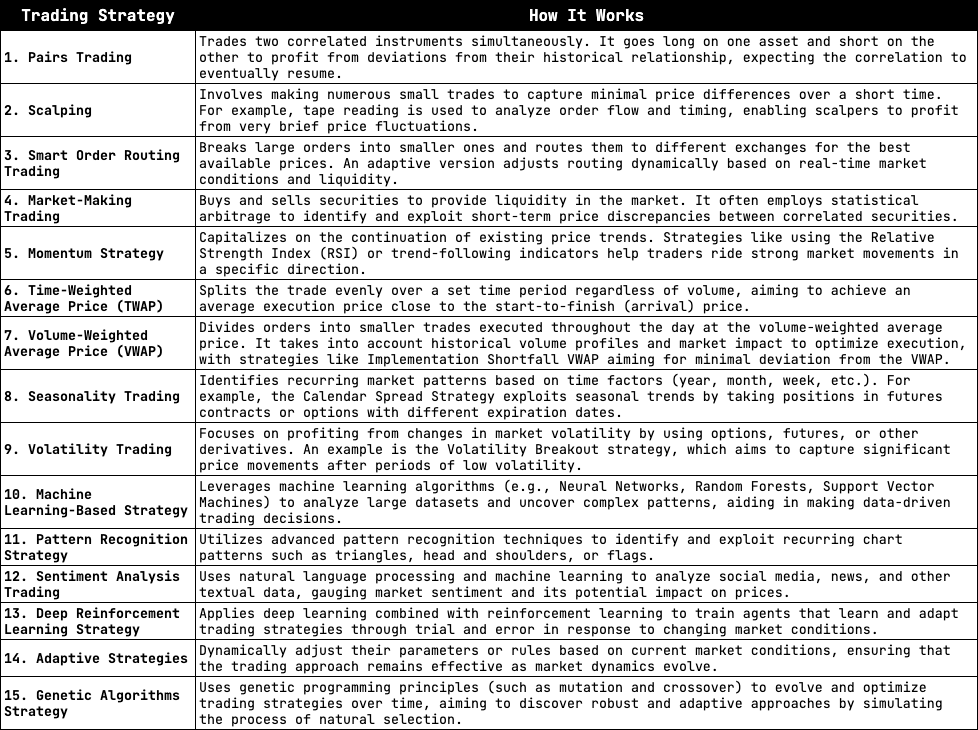 Trading Strategy How It Works
1. Pairs Trading
Trades two correlated instruments simultaneously. It goes long on one asset and short on the
other to profit from deviations from their historical relationship, expecting the correlation to
eventually resume.
2. Scalping
Involves making numerous small trades to capture minimal price differences over a short time.
For example, tape reading is used to analyze order flow and timing, enabling scalpers to profit
from very brief price fluctuations.
3. Smart Order Routing
Trading
Breaks large orders into smaller ones and routes them to different exchanges for the best
available prices. An adaptive version adjusts routing dynamically based on real-time market
conditions and liquidity.
4. Market-Making
Trading
Buys and sells securities to provide liquidity in the market. It often employs statistical
arbitrage to identify and exploit short-term price discrepancies between correlated securities.
5. Momentum Strategy
Capitalizes on the continuation of existing price trends. Strategies like using the Relative
Strength Index (RSI) or trend-following indicators help traders ride strong market movements in
a specific direction.
6. Time-Weighted
Average Price (TWAP)
Splits the trade evenly over a set time period regardless of volume, aiming to achieve an
average execution price close to the start-to-finish (arrival) price.
7. Volume-Weighted
Average Price (VWAP)
Divides orders into smaller trades executed throughout the day at the volume-weighted average
price. It takes into account historical volume profiles and market impact to optimize execution,
with strategies like Implementation Shortfall VWAP aiming for minimal deviation from the VWAP.
8. Seasonality Trading
Identifies recurring market patterns based on time factors (year, month, week, etc.). For
example, the Calendar Spread Strategy exploits seasonal trends by taking positions in futures
contracts or options with different expiration dates.
9. Volatility Trading
Focuses on profiting from changes in market volatility by using options, futures, or other
derivatives. An example is the Volatility Breakout strategy, which aims to capture significant
price movements after periods of low volatility.
10. Machine
Learning-Based Strategy
Leverages machine learning algorithms (e.g., Neural Networks, Random Forests, Support Vector
Machines) to analyze large datasets and uncover complex patterns, aiding in making data-driven
trading decisions.
11. Pattern Recognition
Strategy
Utilizes advanced pattern recognition techniques to identify and exploit recurring chart
patterns such as triangles, head and shoulders, or flags.
12. Sentiment Analysis
Trading
Uses natural language processing and machine learning to analyze social media, news, and other
textual data, gauging market sentiment and its potential impact on prices.
13. Deep Reinforcement
Learning Strategy
Applies deep learning combined with reinforcement learning to train agents that learn and adapt
trading strategies through trial and error in response to changing market conditions.
14. Adaptive Strategies
Dynamically adjust their parameters or rules based on current market conditions, ensuring that
the trading approach remains effective as market dynamics evolve.
15. Genetic Algorithms
Strategy
Uses genetic programming principles (such as mutation and crossover) to evolve and optimize
trading strategies over time, aiming to discover robust and adaptive approaches by simulating
the process of natural selection.